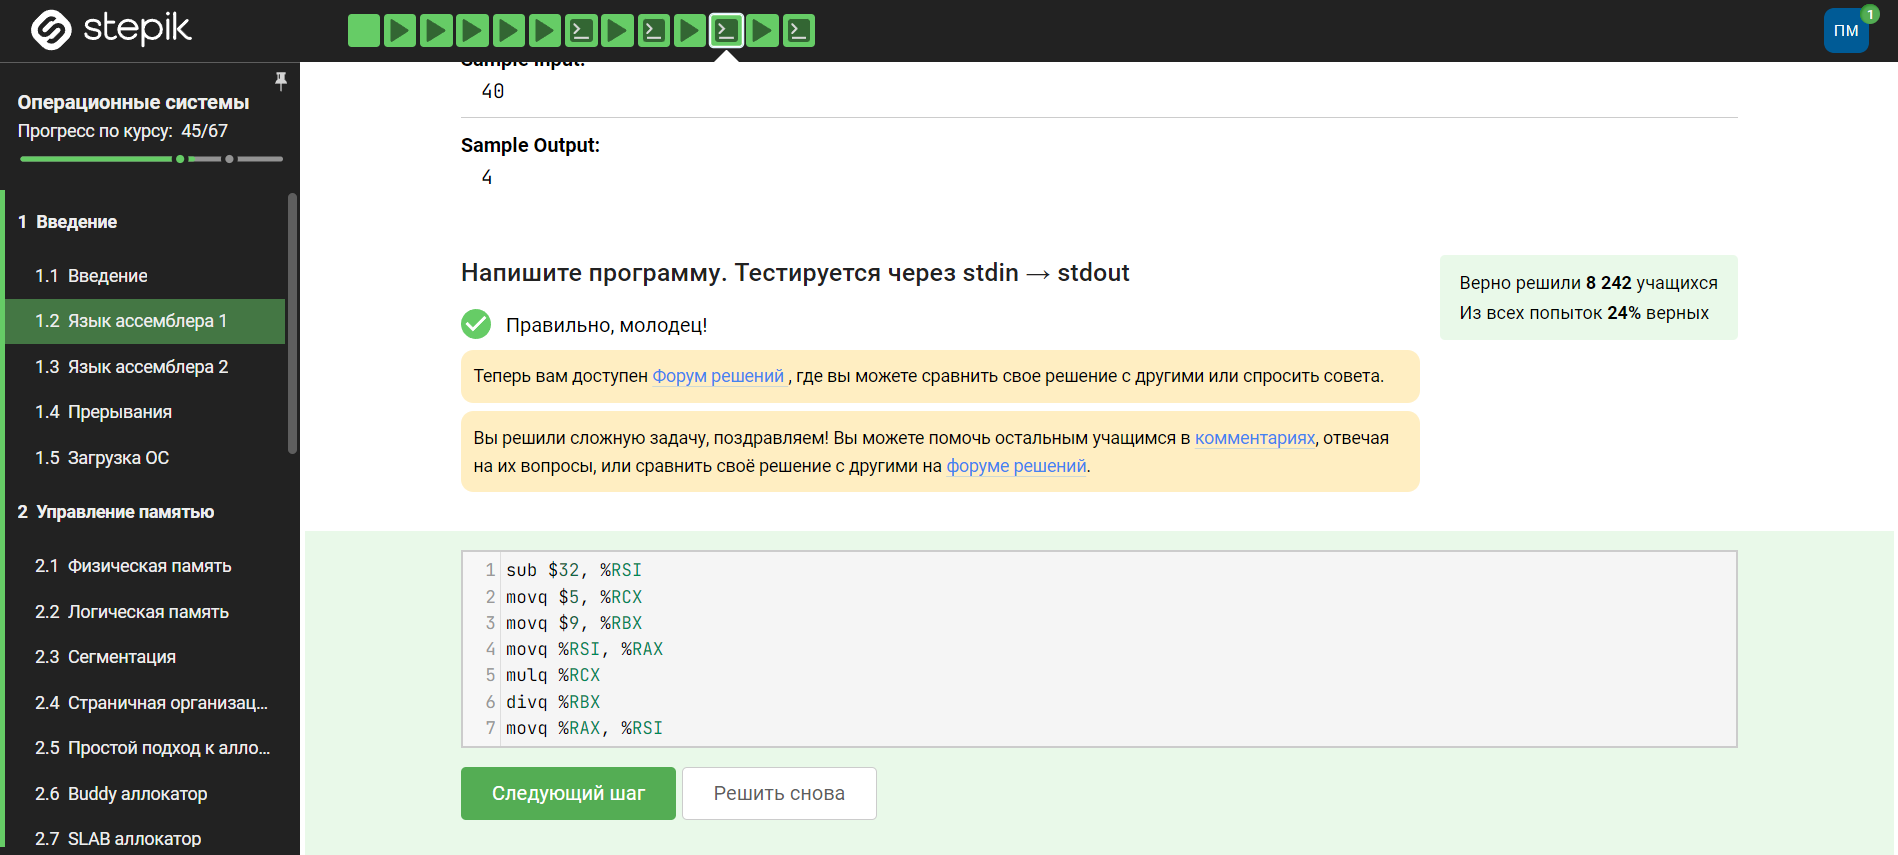 stepik
ПМ
1
Операционные системы
Прогресс по курсу: 45/67
1 Введение
1.1 Введение
1.2 Язык ассемблера 1
1.3 Язык ассемблера 2
1.4 Прерывания
1.5 Загрузка ОС
2 Управление памятью
2.1 Физическая память
2.2 Логическая память
2.3 Сегментация
2.4 Страничная организац...
2.5 Простой подход к алло...
2.6 Buddy аллокатор
2.7 SLAB аллокатор
Sample Input:
40
Sample Output:
4
Напишите программу. Тестируется через stdin → stdout
Верно решили 8 242 учащихся
Из всех попыток 24% верных
Правильно, молодец!
Теперь вам доступен Форум решений , где вы можете сравнить свое решение с другими или спросить совета.
Вы решили сложную задачу, поздравляем! Вы можете помочь остальным учащимся в комментариях, отвечая
на их вопросы, или сравнить своё решение с другими на форуме решений.
1 sub $32, %RSI
2 movq $5, %RCX
3 movq $9, %RBX
4 movq %RSI, %RAX
5 mulq %RCX
6 divq %RBX
7 movq %RAX, %RSI
Следующий шаг
Решить снова